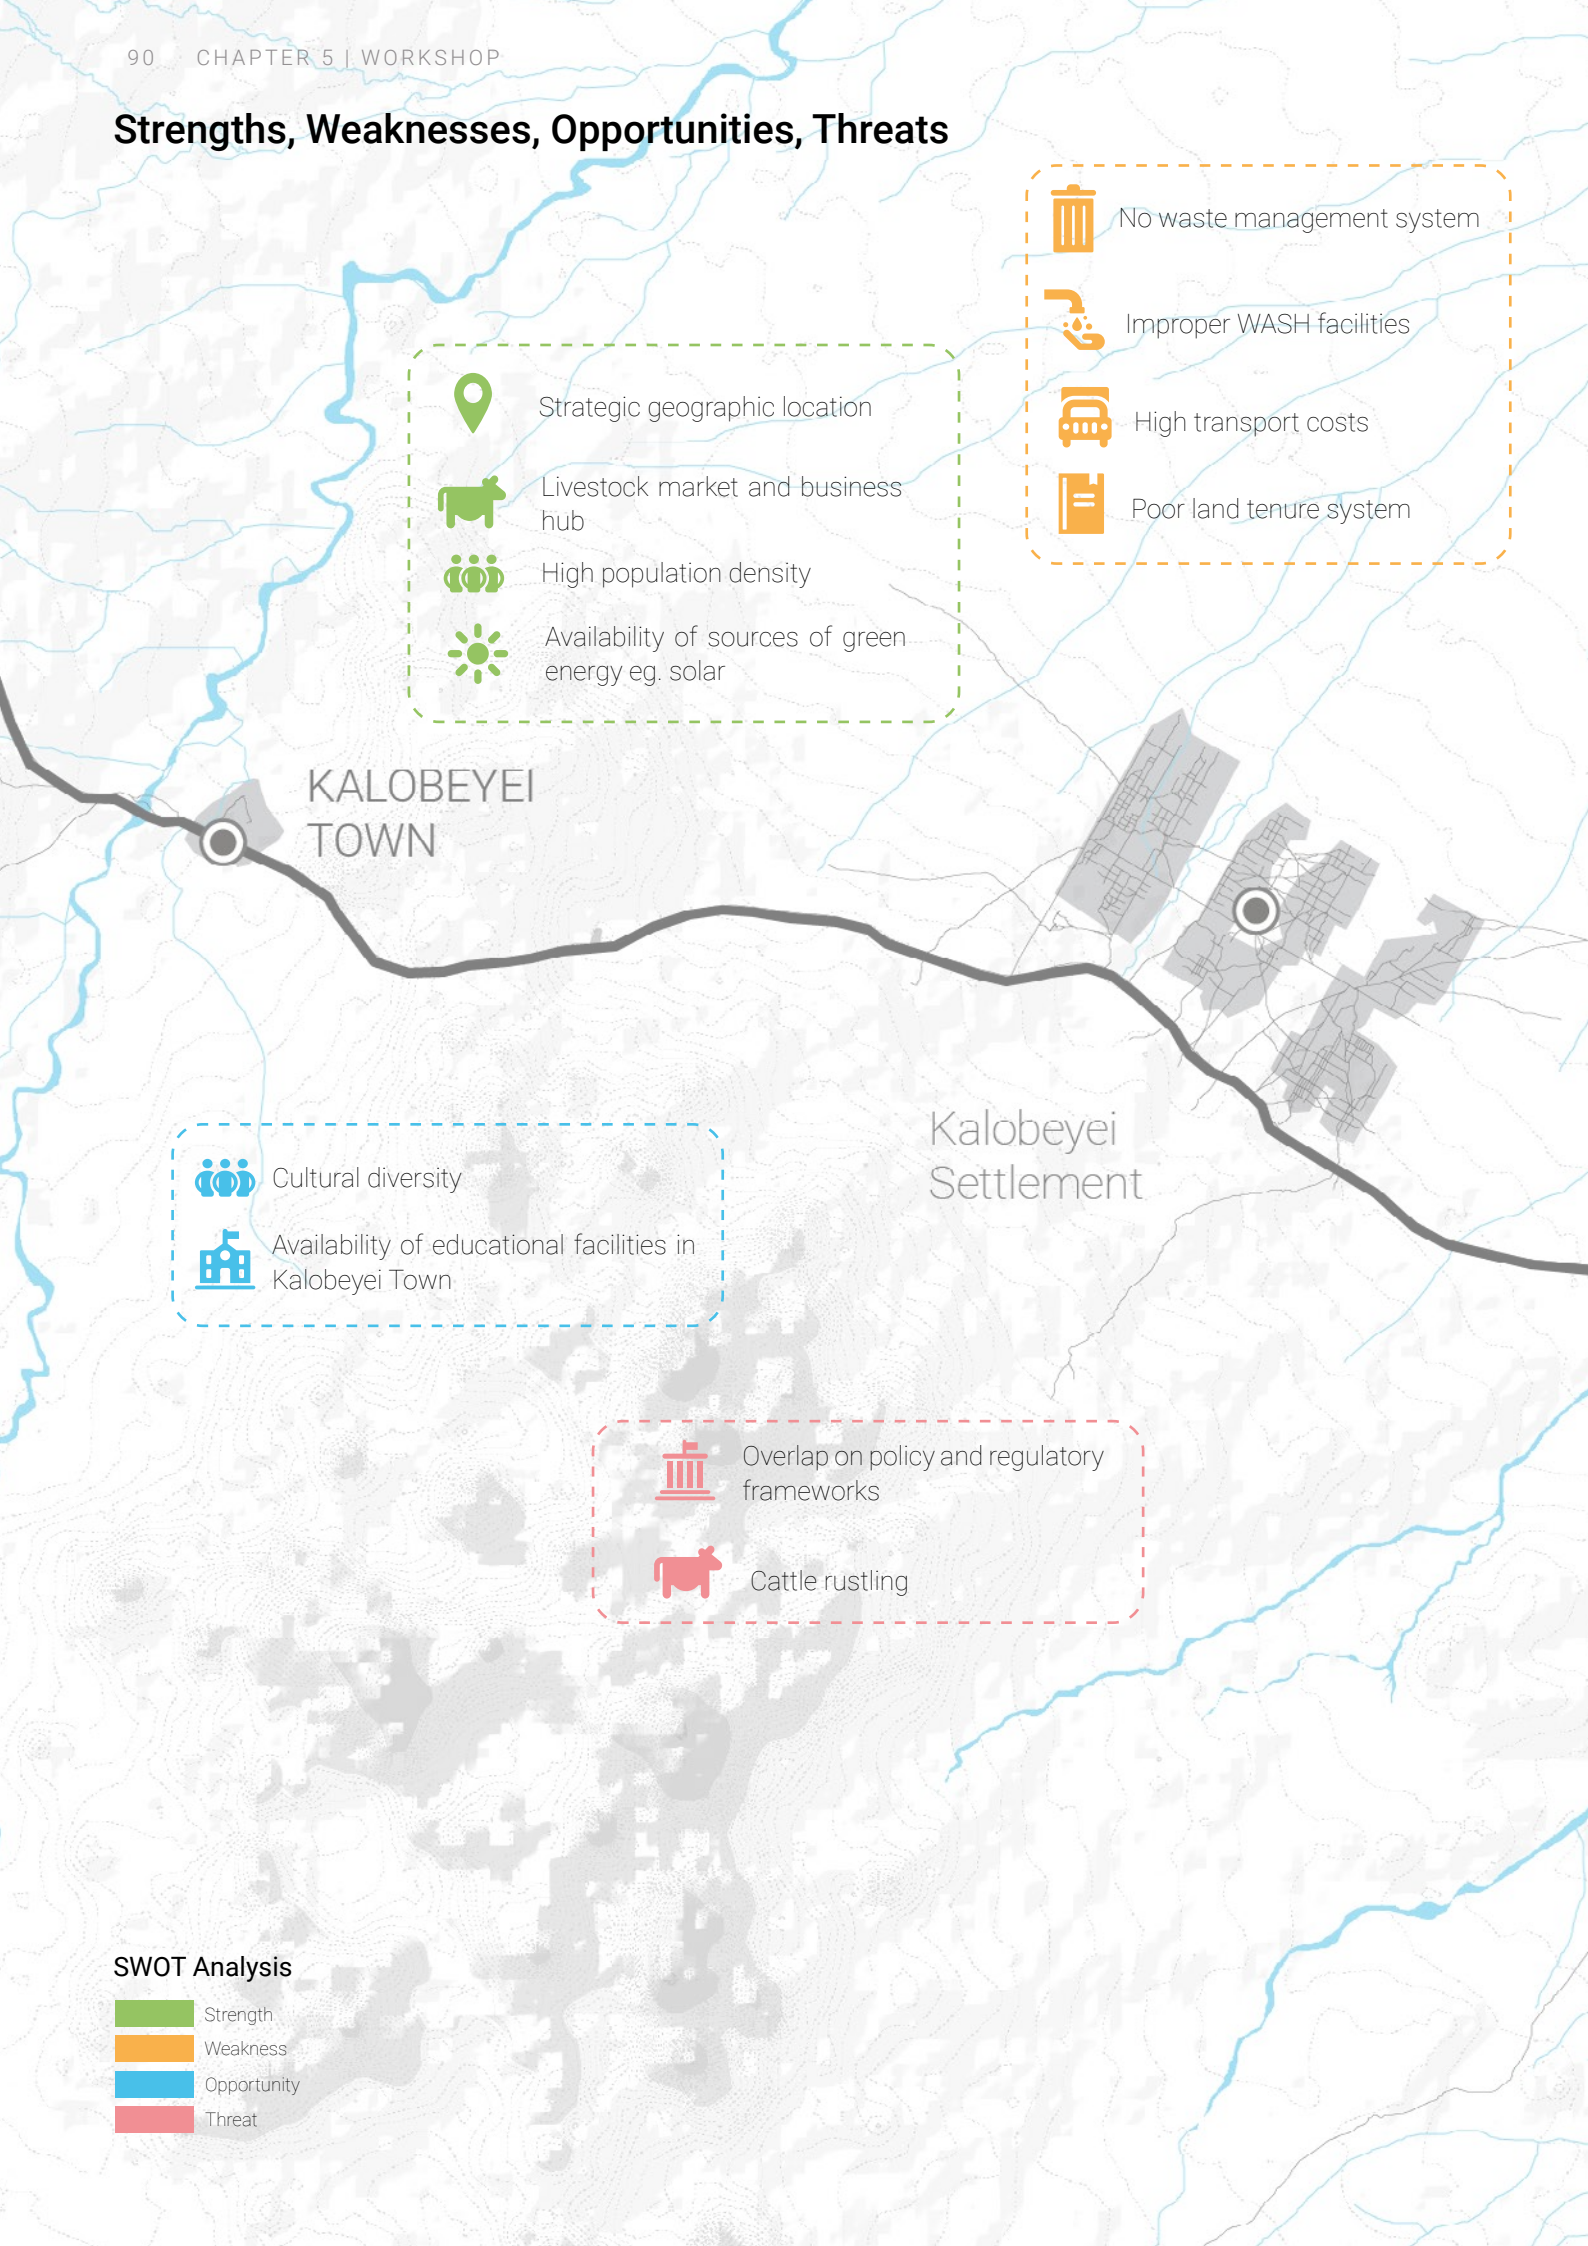 90 CHAPTER 5 | WORKSHOP
Strengths, Weaknesses, Opportunities, Threats
No waste management system
Improper WASH facilities
High transport costs
Poor land tenure system
Strategic geographic location
Livestock market and business
hub
High population density
Availability of sources of green
energy eg. solar
KALOBEYEI
TOWN
Kalobeyei
Settlement
Cultural diversity
Availability of educational facilities in
Kalobeyei Town
Overlap on policy and regulatory
frameworks
Cattle rustling
SWOT Analysis
Strength
Weakness
Opportunity
Threat